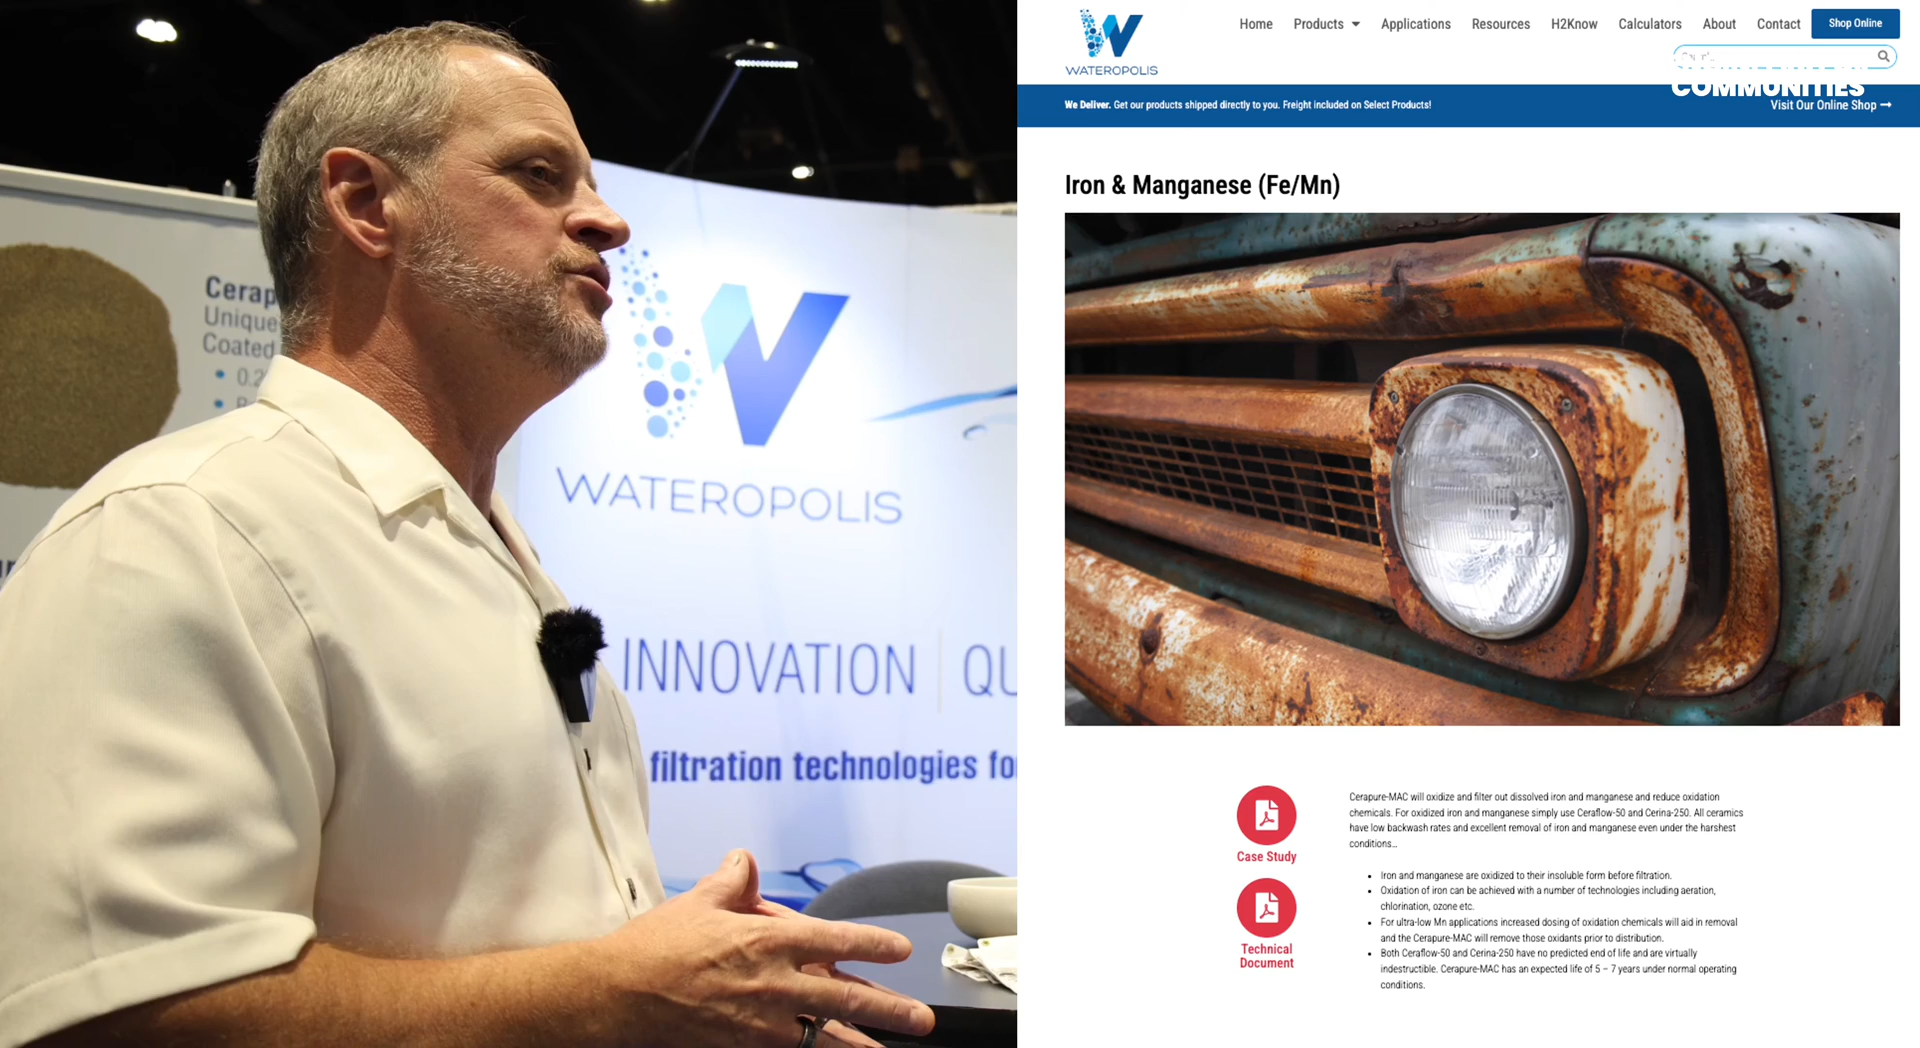 Cerap
Unique
Coated
0.2
WATEROPOLIS
INNOVATION | QU
filtration technologies fo
WATEROPOLIS
Home Products Applications Resources H2Know Calculators About Contact Shop Online
COMMUNITIES
We Deliver. Get our products shipped directly to you. Freight included on Select Products!
Visit Our Online Shop →
Iron & Manganese (Fe/Mn)
Case Study
Technical
Document
Cerapure-MAC will oxidize and filter out dissolved iron and manganese and reduce oxidation
chemicals. For oxidized iron and manganese simply use Ceraflow-50 and Cerina-250. All ceramics
have low backwash rates and excellent removal of iron and manganese even under the harshest
conditions...
• Iron and manganese are oxidized to their insoluble form before filtration.
• Oxidation of iron can be achieved with a number of technologies including aeration,
chlorination, ozone etc.
• For ultra-low Mn applications increased dosing of oxidation chemicals will aid in removal
and the Cerapure-MAC will remove those oxidants prior to distribution.
• Both Ceraflow-50 and Cerina-250 have no predicted end of life and are virtually
indestructible. Cerapure-MAC has an expected life of 5 – 7 years under normal operating
conditions.